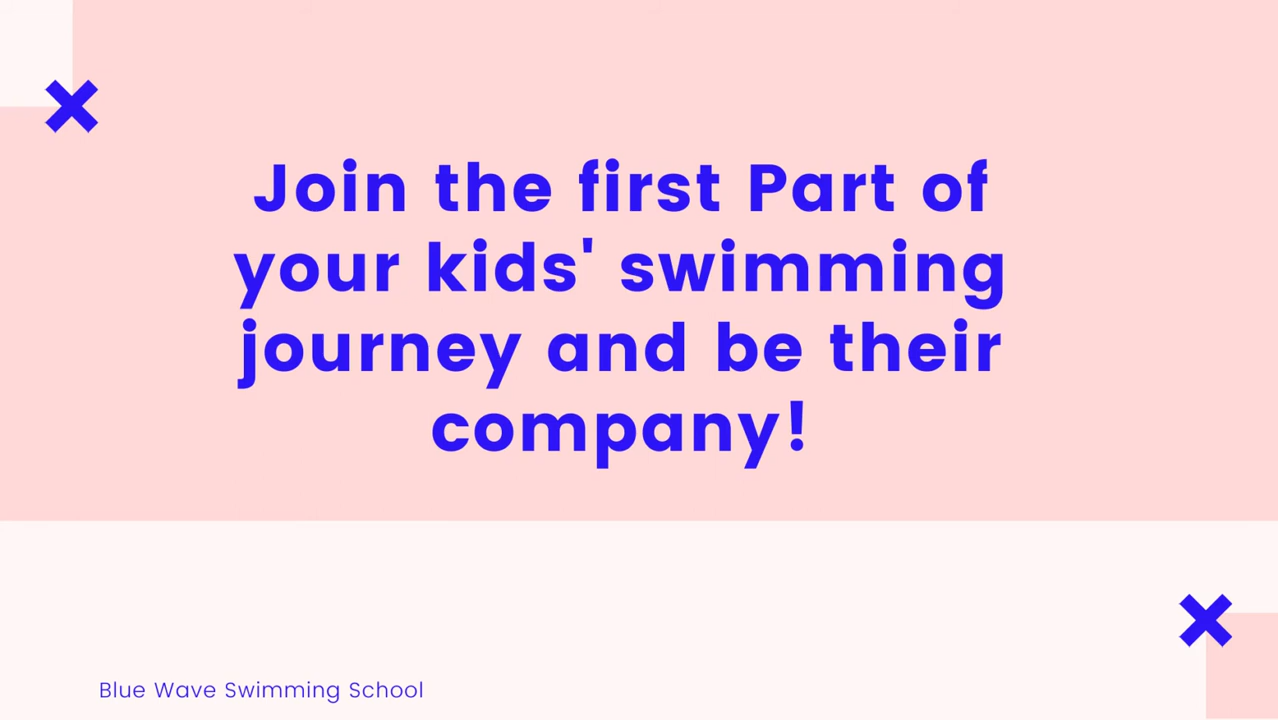 Join the first Part of
your kids' swimming
journey and be their
company!
Blue Wave Swimming School